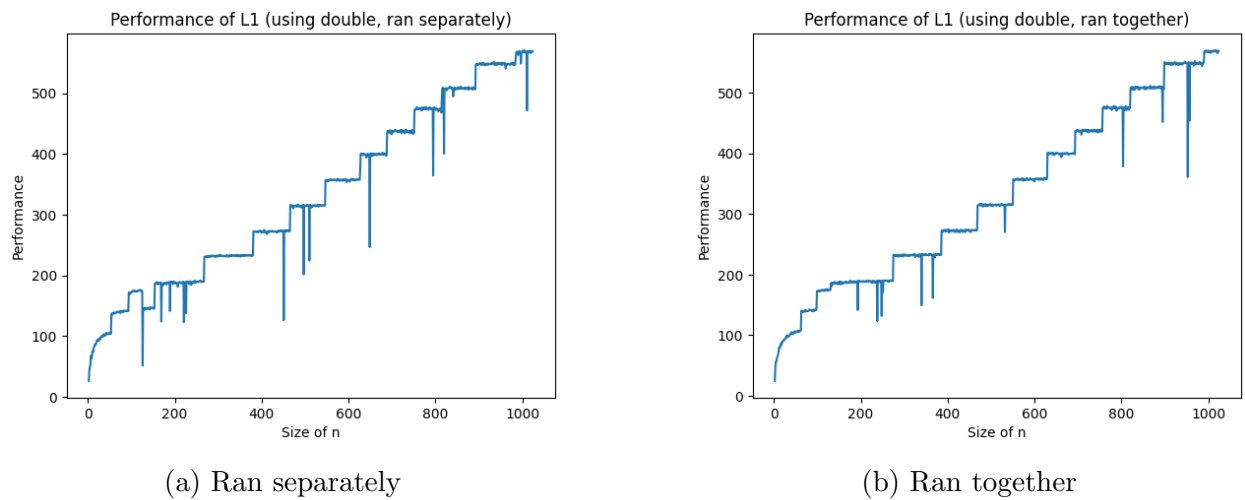 Performance of L1 (using double, ran separately)
500
400
300
200
100
0
Performance
0 200 400 600 800 1000
Size of n
(a) Ran separately
Performance of L1 (using double, ran together)
500
400
300
200
100
0
Performance
0 200 400 600 800 1000
Size of n
(b) Ran together